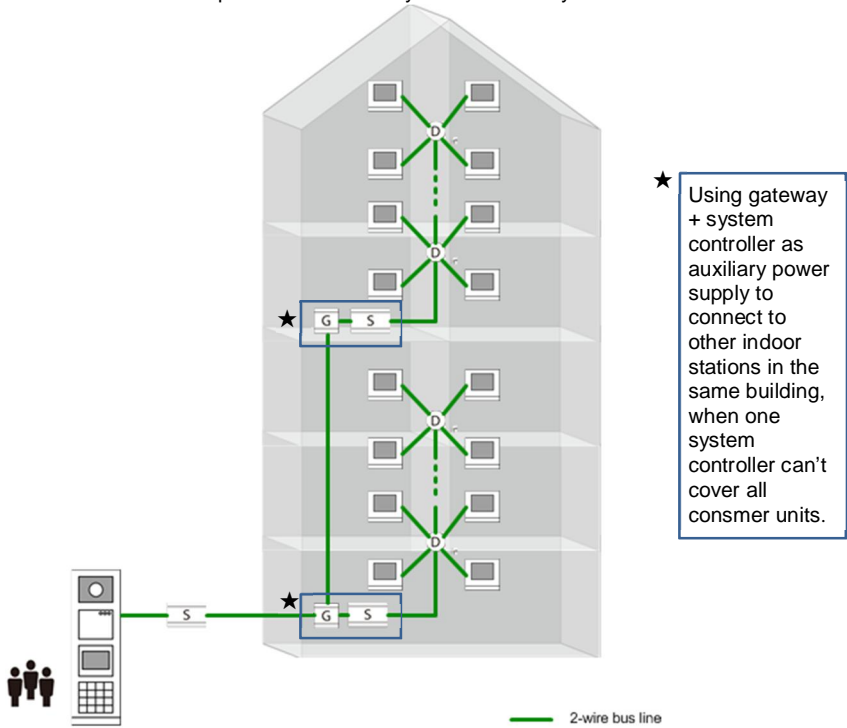 D
D
★
★
Using gateway
+ system
controller as
auxiliary power
supply to
connect to
other indoor
stations in the
same building,
when one
system
controller can't
cover all
consmer units.
G S
D
D
★
G S
S
2-wire bus line